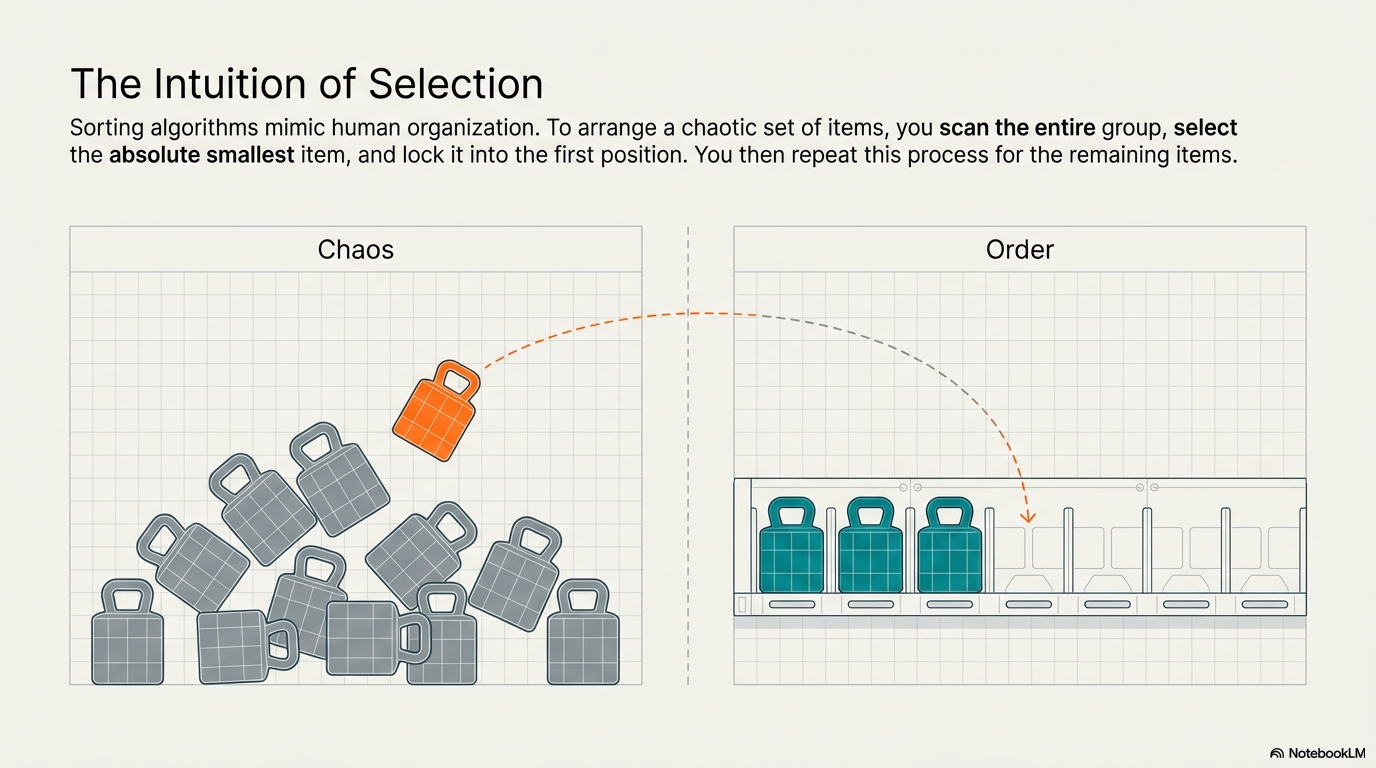 The Intuition of Selection
Sorting algorithms mimic human organization. To arrange a chaotic set of items, you scan the entire group, select
the absolute smallest item, and lock it into the first position. You then repeat this process for the remaining items.
Chaos
Order
NotebookLM